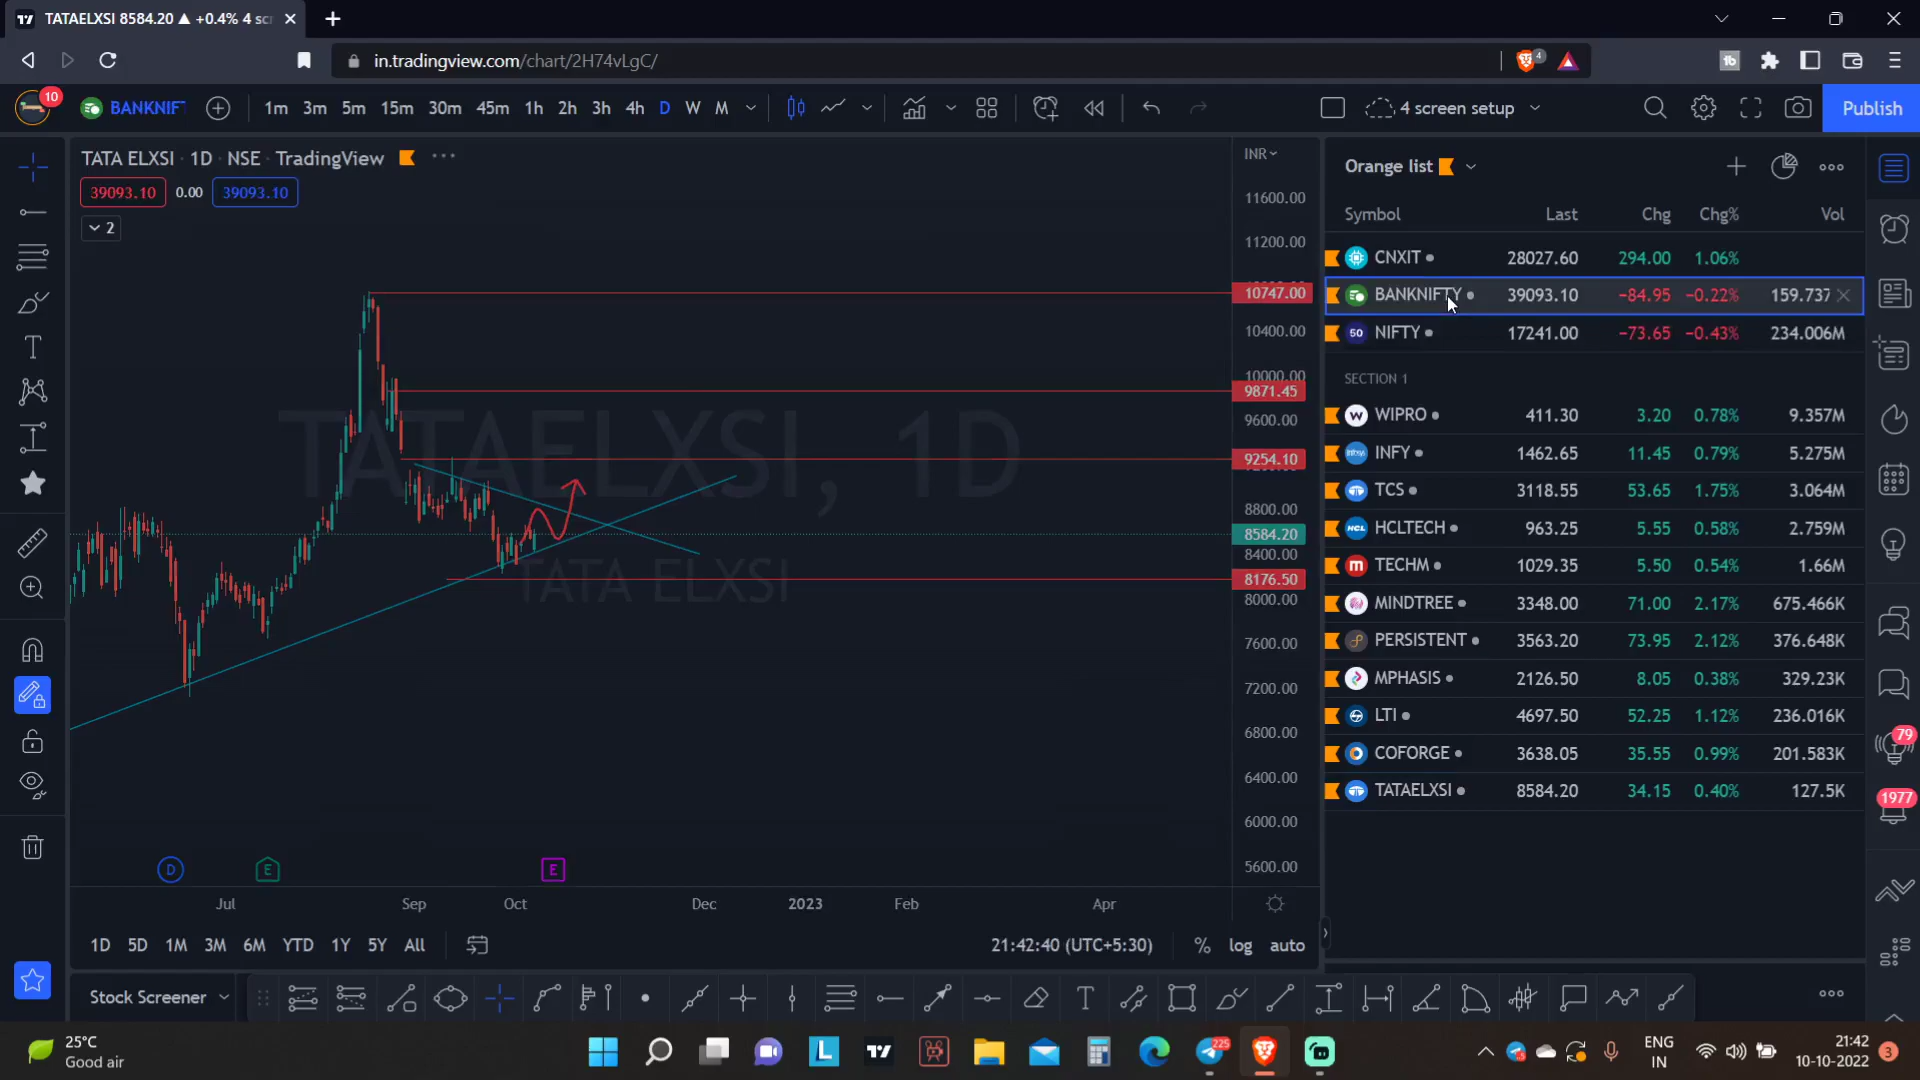 TATAELXSI 8584.20 ▲ +0.4% 4 sc
in.tradingview.com/chart/2H74vLgC/
4
10
BANKNIFT
1m 3m 5m 15m 30m 45m 1h 2h 3h 4h D W M
4 screen setup
Publish
TATA ELXSI · 1D · NSE · TradingView
39093.10 0.00 39093.10
2
TATAELXSI, 1D
TATA ELXSI
INR
11600.00
11200.00
10747.00
10400.00
10000.00
9871.45
9600.00
9254.10
8800.00
8584.20
8400.00
8176.50
8000.00
7600.00
7200.00
6800.00
6400.00
6000.00
5600.00
D E E
Jul Sep Oct Dec 2023 Feb Apr
1D 5D 1M 3M 6M YTD 1Y 5Y All
21:42:40 (UTC+5:30) % log auto
Stock Screener
Orange list
Symbol Last Chg Chg% Vol
CNXIT 28027.60 294.00 1.06%
BANKNIFTY 39093.10 −84.95 −0.22% 159.737
50 NIFTY 17241.00 −73.65 −0.43% 234.006M
SECTION 1
W WIPRO 411.30 3.20 0.78% 9.357M
INFY 1462.65 11.45 0.79% 5.275M
TCS 3118.55 53.65 1.75% 3.064M
HCL HCLTECH 963.25 5.55 0.58% 2.759M
TECHM 1029.35 5.50 0.54% 1.66M
MINDTREE 3348.00 71.00 2.17% 675.466K
PERSISTENT 3563.20 73.95 2.12% 376.648K
MPHASIS 2126.50 8.05 0.38% 329.23K
LTI 4697.50 52.25 1.12% 236.016K
COFORGE 3638.05 35.55 0.99% 201.583K
TATAELXSI 8584.20 34.15 0.40% 127.5K
79
1977
25°C
Good air
225
ENG
IN
21:42
10-10-2022
3